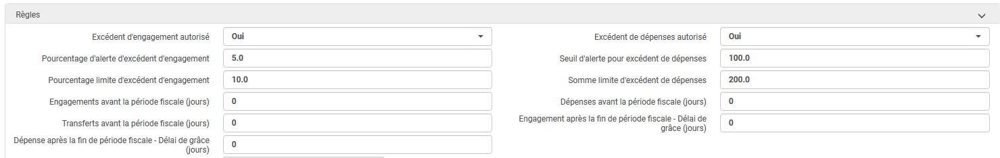 Règles
Excédent d'engagement autorisé Oui Excédent de dépenses autorisé Oui
Pourcentage d'alerte d'excédent d'engagement 5.0 Seuil d'alerte pour excédent de dépenses 100.0
Pourcentage limite d'excédent d'engagement 10.0 Somme limite d'excédent de dépenses 200.0
Engagements avant la période fiscale (jours) 0 Dépenses avant la période fiscale (jours) 0
Transferts avant la période fiscale (jours) 0 Engagement après la fin de période fiscale - Délai de
grâce (jours) 0
Dépense après la fin de période fiscale - Délai de grâce
(jours) 0